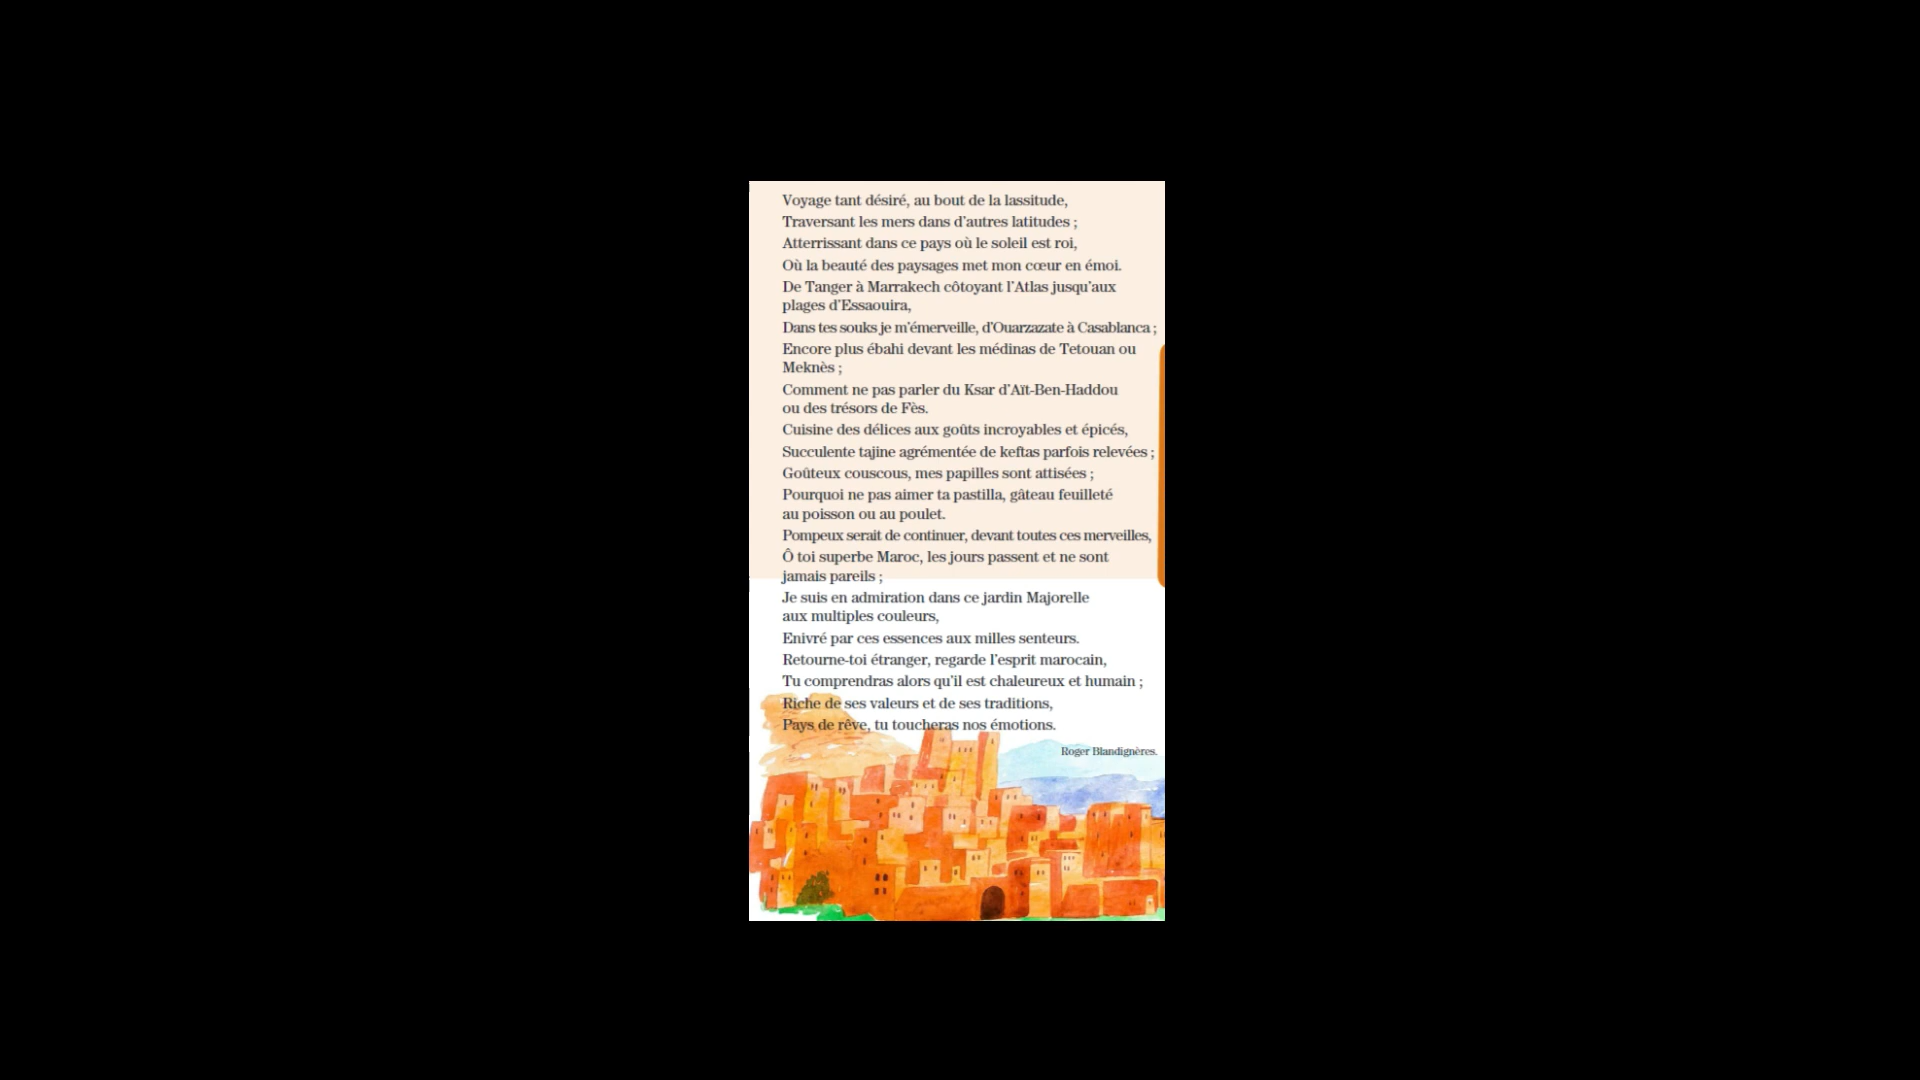 Voyage tant désiré, au bout de la lassitude,
Traversant les mers dans d'autres latitudes ;
Atterrissant dans ce pays où le soleil est roi,
Où la beauté des paysages met mon cœur en émoi.
De Tanger à Marrakech côtoyant l'Atlas jusqu'aux
plages d'Essaouira,
Dans tes souks je m'émerveille, d'Ouarzazate à Casablanca ;
Encore plus ébahi devant les médinas de Tetouan ou
Meknès ;
Comment ne pas parler du Ksar d'Aït-Ben-Haddou
ou des trésors de Fès.
Cuisine des délices aux goûts incroyables et épicés,
Succulente tajine agrémentée de keftas parfois relevées ;
Goûteux couscous, mes papilles sont attisées ;
Pourquoi ne pas aimer ta pastilla, gâteau feuilleté
au poisson ou au poulet.
Pompeux serait de continuer, devant toutes ces merveilles,
Ô toi superbe Maroc, les jours passent et ne sont
jamais pareils ;
Je suis en admiration dans ce jardin Majorelle
aux multiples couleurs,
Enivré par ces essences aux milles senteurs.
Retourne-toi étranger, regarde l'esprit marocain,
Tu comprendras alors qu'il est chaleureux et humain ;
Riche de ses valeurs et de ses traditions,
Pays de rêve, tu toucheras nos émotions.
Roger Blandignères.